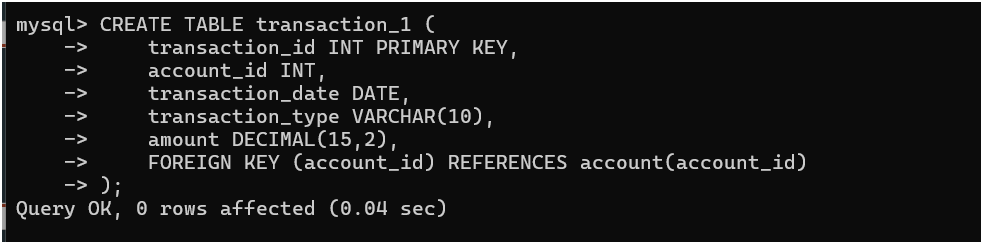 mysql> CREATE TABLE transaction_1 (
    ->     transaction_id INT PRIMARY KEY,
    ->     account_id INT,
    ->     transaction_date DATE,
    ->     transaction_type VARCHAR(10),
    ->     amount DECIMAL(15,2),
    ->     FOREIGN KEY (account_id) REFERENCES account(account_id)
    -> );
Query OK, 0 rows affected (0.04 sec)